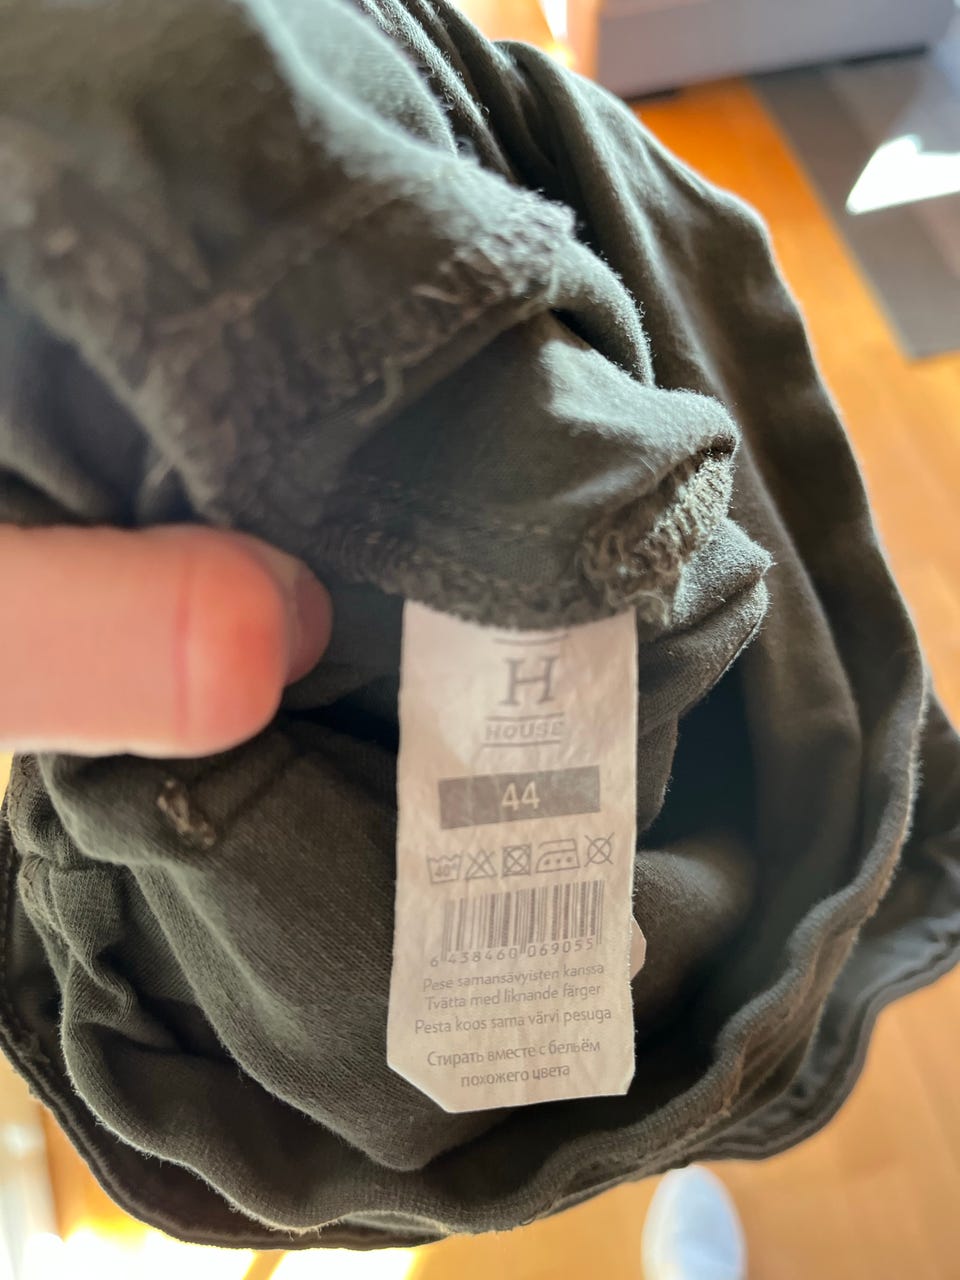 H
HOUSE
44
40°
6 438460 069055
Pese samansävyisten kanssa
Tvätta med liknande färger
Pesta koos sama värvi pesuga
Стирать вместе с бельём
похожего цвета